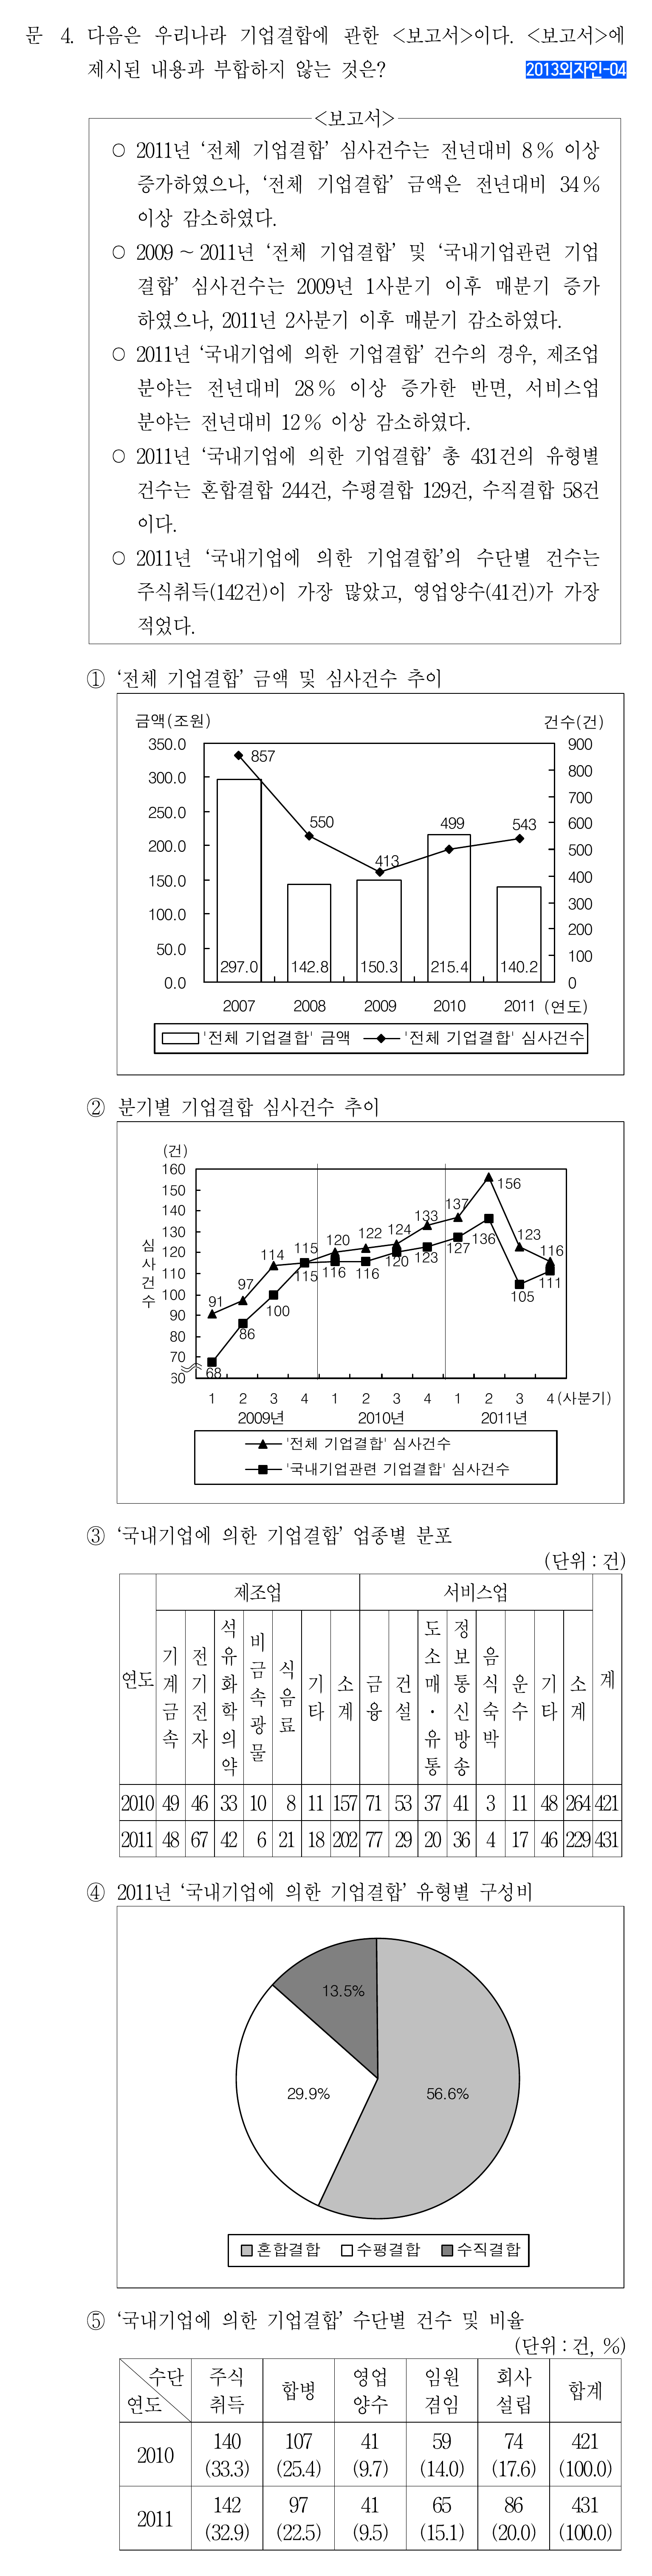 문 4. 다음은 우리나라 기업결합에 관한 <보고서>이다. <보고서>에
제시된 내용과 부합하지 않는 것은?
2013외자인-04
<보고서>
○ 2011년 ‘전체 기업결합’ 심사건수는 전년대비 8% 이상
증가하였으나, ‘전체 기업결합’ 금액은 전년대비 34%
이상 감소하였다.
○ 2009 ~ 2011년 ‘전체 기업결합’ 및 ‘국내기업관련 기업
결합’ 심사건수는 2009년 1사분기 이후 매분기 증가
하였으나, 2011년 2사분기 이후 매분기 감소하였다.
○ 2011년 ‘국내기업에 의한 기업결합’ 건수의 경우, 제조업
분야는 전년대비 28% 이상 증가한 반면, 서비스업
분야는 전년대비 12% 이상 감소하였다.
○ 2011년 ‘국내기업에 의한 기업결합’ 총 431건의 유형별
건수는 혼합결합 244건, 수평결합 129건, 수직결합 58건
이다.
○ 2011년 ‘국내기업에 의한 기업결합’의 수단별 건수는
주식취득(142건)이 가장 많았고, 영업양수(41건)가 가장
적었다.
① ‘전체 기업결합’ 금액 및 심사건수 추이
금액(조원) 건수(건)
350.0 900
300.0 857 800
700
250.0
550 499 543 600
200.0 500
150.0 413 400
100.0 300
200
50.0 100
297.0 142.8 150.3 215.4 140.2
0.0 0
2007 2008 2009 2010 2011 (연도)
'전체 기업결합' 금액 '전체 기업결합' 심사건수
② 분기별 기업결합 심사건수 추이
(건)
160
150
140
130
120
110
100
90
80
70
60
심사건수
91 97 114 115 120 122 124 133 137 156 123 116
68 86 100 115 116 116 120 123 127 136 105 111
1 2 3 4 1 2 3 4 1 2 3 4 (사분기)
2009년 2010년 2011년
'전체 기업결합' 심사건수
'국내기업관련 기업결합' 심사건수
③ ‘국내기업에 의한 기업결합’ 업종별 분포
(단위 : 건)
연도 제조업 서비스업 계
기계금속 전기전자 석유화학의약 비금속광물 식음료 기타 소계 금융 건설 도소매·유통 정보통신방송 음식숙박 운수 기타 소계
2010 49 46 33 10 8 11 157 71 53 37 41 3 11 48 264 421
2011 48 67 42 6 21 18 202 77 29 20 36 4 17 46 229 431
④ 2011년 ‘국내기업에 의한 기업결합’ 유형별 구성비
13.5%
29.9% 56.6%
혼합결합 수평결합 수직결합
⑤ ‘국내기업에 의한 기업결합’ 수단별 건수 및 비율
(단위 : 건, %)
수단 주식 영업 임원 회사
합병 합계
연도 취득 양수 겸임 설립
140 107 41 59 74 421
2010
(33.3) (25.4) (9.7) (14.0) (17.6) (100.0)
142 97 41 65 86 431
2011
(32.9) (22.5) (9.5) (15.1) (20.0) (100.0)